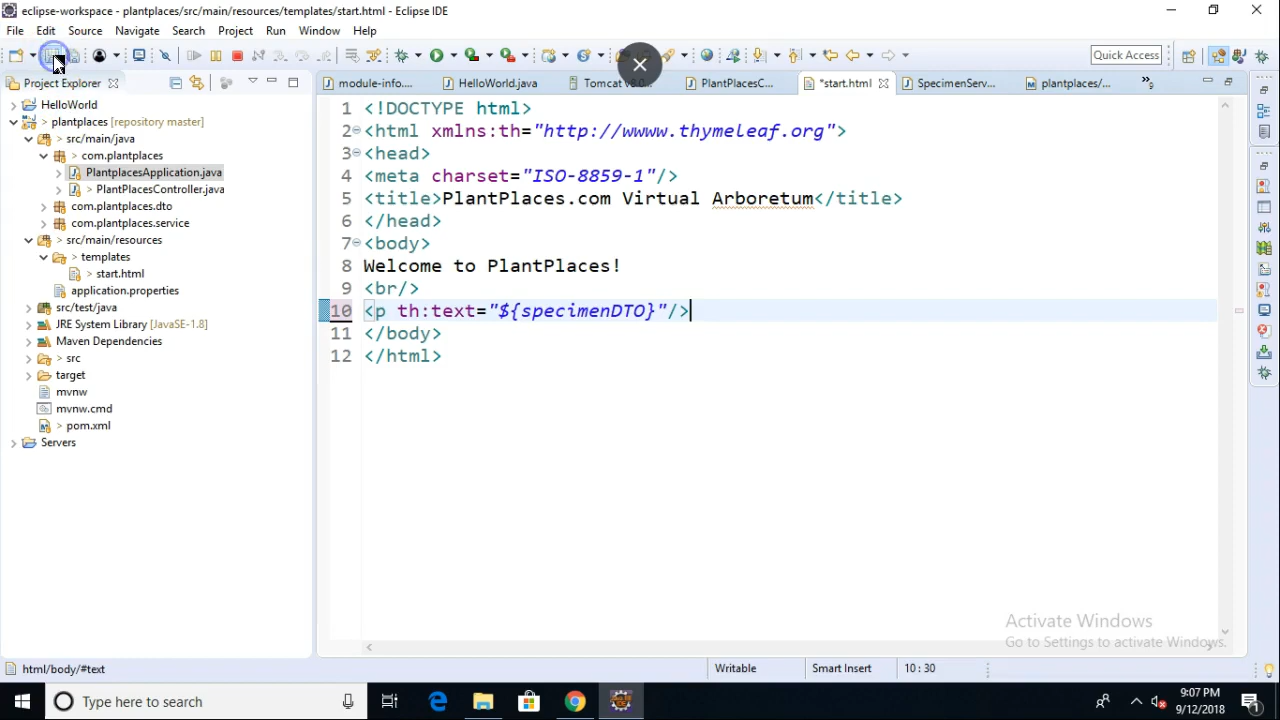 eclipse-workspace - plantplaces/src/main/resources/templates/start.html - Eclipse IDE
File Edit Source Navigate Search Project Run Window Help
Quick Access
Project Explorer
module-info.... HelloWorld.java Tomcat v8.0... PlantPlacesC... *start.html SpecimenServ... plantplaces/... »9
HelloWorld
> plantplaces [repository master]
> src/main/java
> com.plantplaces
PlantplacesApplication.java
> PlantPlacesController.java
com.plantplaces.dto
> com.plantplaces.service
> src/main/resources
> templates
> start.html
application.properties
src/test/java
JRE System Library [JavaSE-1.8]
Maven Dependencies
> src
target
mvnw
mvnw.cmd
> pom.xml
Servers
1 <!DOCTYPE html>
2 <html xmlns:th="http://wwww.thymeleaf.org">
3 <head>
4 <meta charset="ISO-8859-1"/>
5 <title>PlantPlaces.com Virtual Arboretum</title>
6 </head>
7 <body>
8 Welcome to PlantPlaces!
9 <br/>
10 <p th:text="${specimenDTO}"/>
11 </body>
12 </html>
Activate Windows
Go to Settings to activate Windows.
html/body/#text Writable Smart Insert 10 : 30
Type here to search
9:07 PM
9/12/2018
1